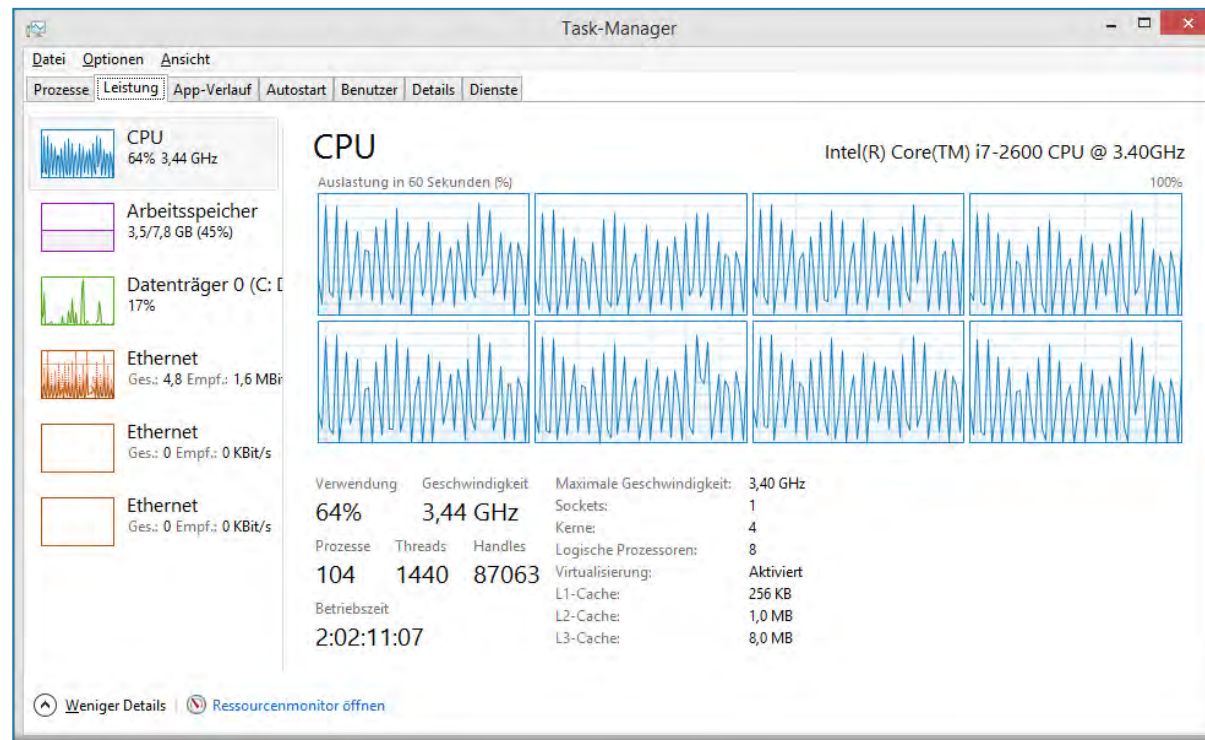 Task-Manager
Datei Optionen Ansicht
Prozesse Leistung App-Verlauf Autostart Benutzer Details Dienste
CPU
64% 3,44 GHz
Arbeitsspeicher
3,5/7,8 GB (45%)
Datenträger 0 (C: D
17%
Ethernet
Ges.: 4,8 Empf.: 1,6 MBi
Ethernet
Ges.: 0 Empf.: 0 KBit/s
Ethernet
Ges.: 0 Empf.: 0 KBit/s
CPU
Intel(R) Core(TM) i7-2600 CPU @ 3.40GHz
Auslastung in 60 Sekunden (%) 100%
Verwendung Geschwindigkeit
64% 3,44 GHz
Prozesse Threads Handles
104 1440 87063
Betriebszeit
2:02:11:07
Maximale Geschwindigkeit: 3,40 GHz
Sockets: 1
Kerne: 4
Logische Prozessoren: 8
Virtualisierung: Aktiviert
L1-Cache: 256 KB
L2-Cache: 1,0 MB
L3-Cache: 8,0 MB
Weniger Details Ressourcenmonitor öffnen